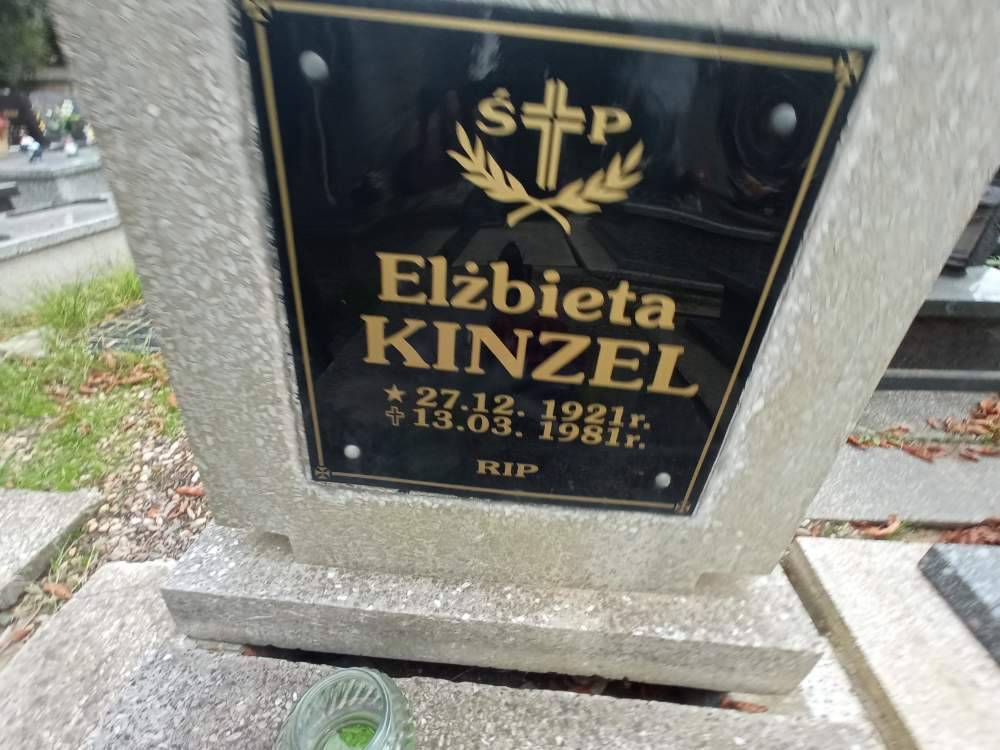 Ś P
Elżbieta
KINZEL
★ 27.12. 1921r.
✝ 13.03. 1981r.
RIP